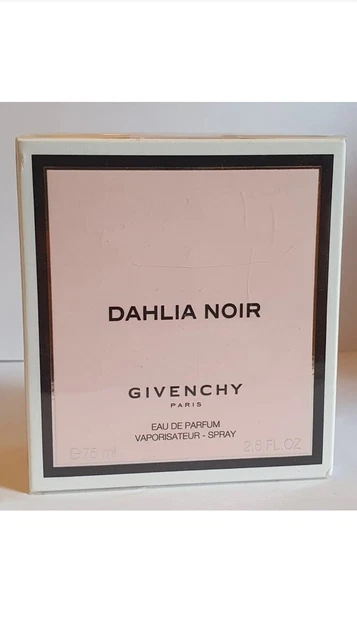 DAHLIA NOIR
GIVENCHY
PARIS
EAU DE PARFUM
VAPORISATEUR - SPRAY
℮75 ml 2.5 FL.OZ